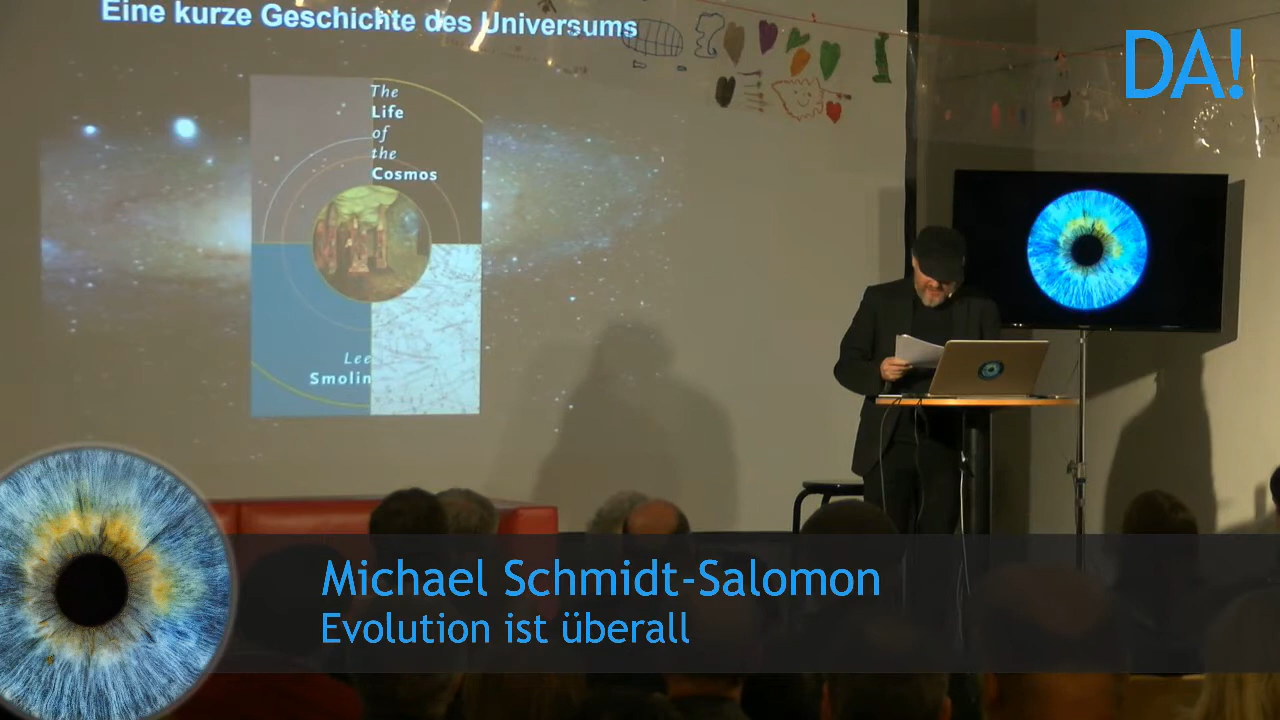 Eine kurze Geschichte des Universums
DA!
The
Life
of
the
Cosmos
Lee
Smolin
Michael Schmidt-Salomon
Evolution ist überall